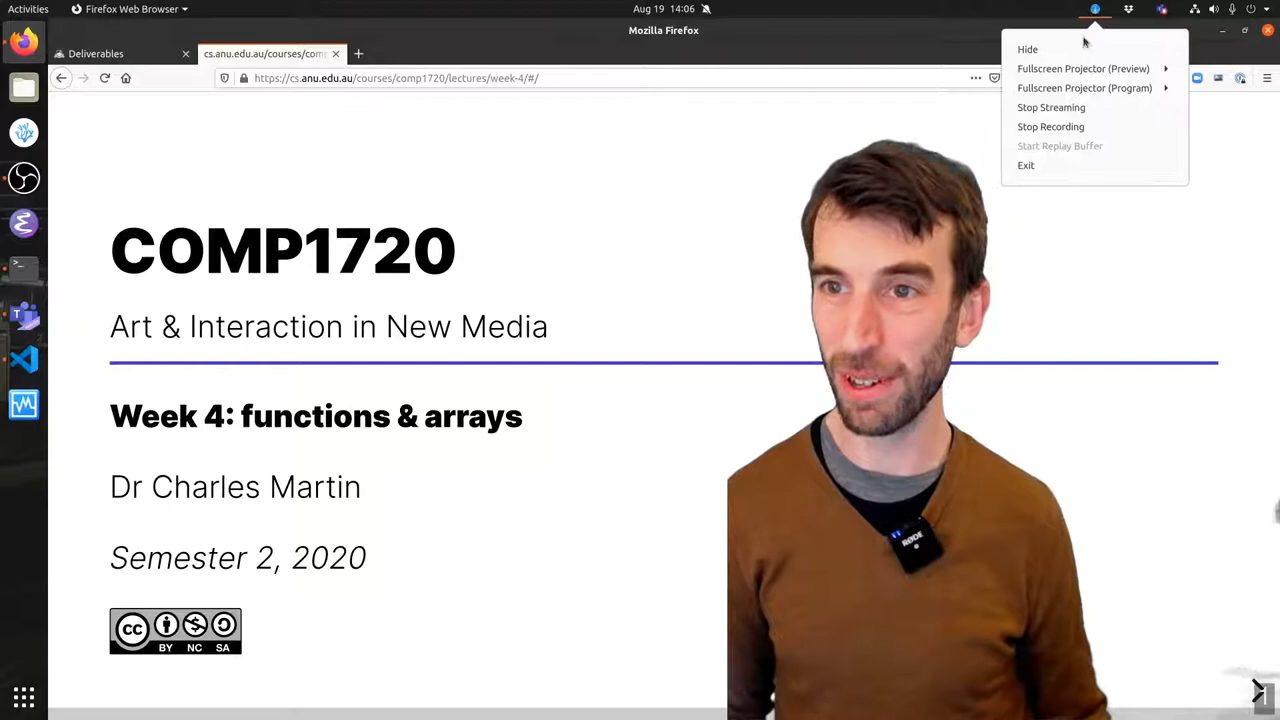 Activities
Firefox Web Browser
Aug 19 14:06
Mozilla Firefox
Deliverables
cs.anu.edu.au/courses/com
https://cs.anu.edu.au/courses/comp1720/lectures/week-4/#/
Hide
Fullscreen Projector (Preview)
Fullscreen Projector (Program)
Stop Streaming
Stop Recording
Start Replay Buffer
Exit
COMP1720
Art & Interaction in New Media
Week 4: functions & arrays
Dr Charles Martin
Semester 2, 2020
RØDE
CC BY NC SA
1